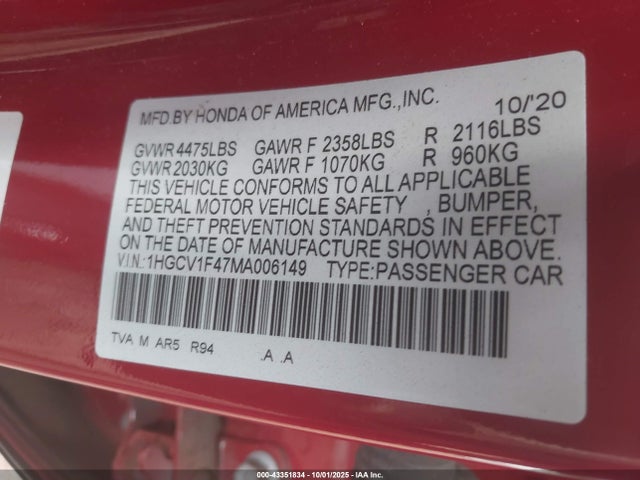 MFD.BY HONDA OF AMERICA MFG.,INC. 10/'20
GVWR 4475LBS GAWR F 2358LBS R 2116LBS
GVWR 2030KG GAWR F 1070KG R 960KG
THIS VEHICLE CONFORMS TO ALL APPLICABLE
FEDERAL MOTOR VEHICLE SAFETY , BUMPER,
AND THEFT PREVENTION STANDARDS IN EFFECT
ON THE DATE OF MANUFACTURE SHOWN ABOVE.
V.I.N.:1HGCV1F47MA006149 TYPE:PASSENGER CAR
TVA M AR5 R94 .A .A
000-43351834 - 10/01/2025 - IAA Inc.